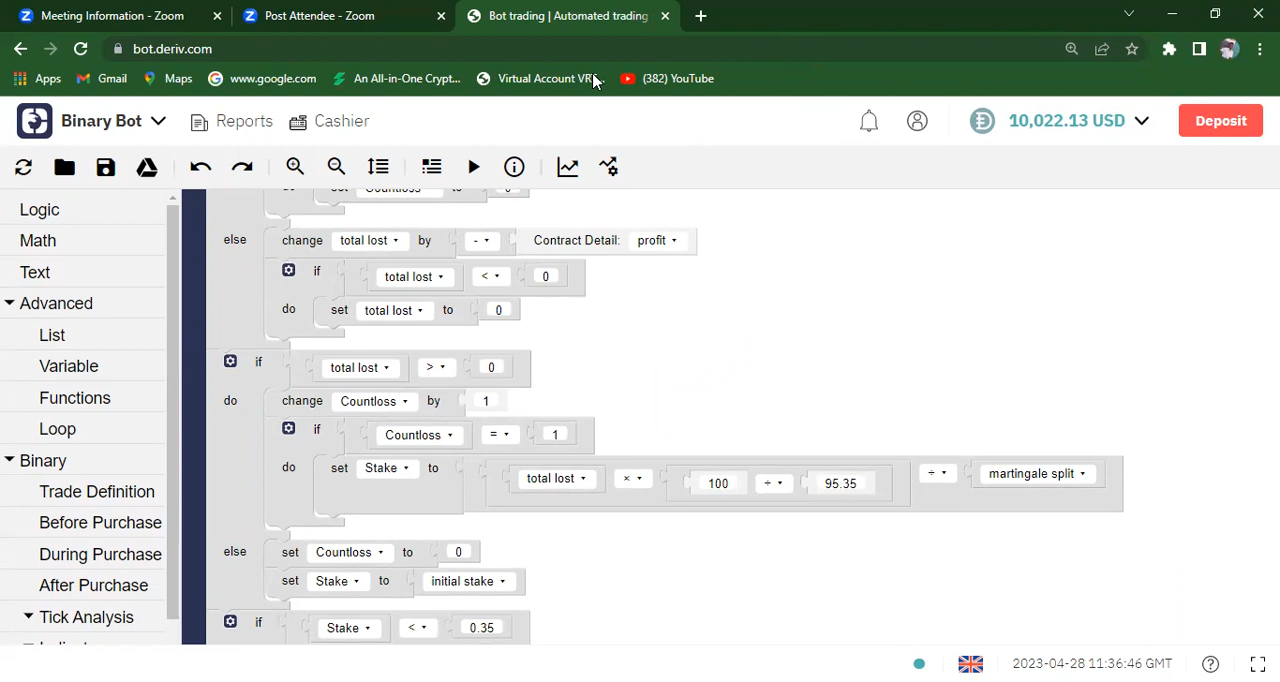 Meeting Information - Zoom
Post Attendee - Zoom
Bot trading | Automated trading
bot.deriv.com
Apps Gmail Maps www.google.com An All-in-One Crypt... Virtual Account VR... (382) YouTube
Binary Bot Reports Cashier 10,022.13 USD Deposit
Logic
Math
Text
Advanced
List
Variable
Functions
Loop
Binary
Trade Definition
Before Purchase
During Purchase
After Purchase
Tick Analysis
do set Countloss to 0
else change total lost by - Contract Detail: profit
if total lost < 0
do set total lost to 0
if total lost > 0
do change Countloss by 1
if Countloss = 1
do set Stake to total lost × 100 ÷ 95.35 ÷ martingale split
else set Countloss to 0
set Stake to initial stake
if Stake < 0.35
2023-04-28 11:36:46 GMT